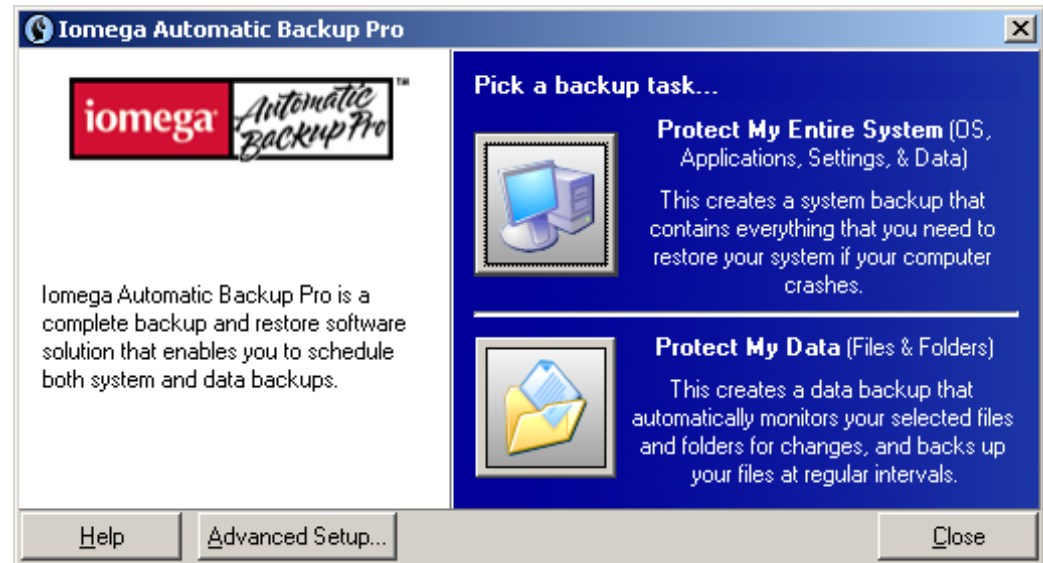 Iomega Automatic Backup Pro
iomega
Automatic
Backup Pro™
Iomega Automatic Backup Pro is a
complete backup and restore software
solution that enables you to schedule
both system and data backups.
Pick a backup task...
Protect My Entire System (OS,
Applications, Settings, & Data)
This creates a system backup that
contains everything that you need to
restore your system if your computer
crashes.
Protect My Data (Files & Folders)
This creates a data backup that
automatically monitors your selected files
and folders for changes, and backs up
your files at regular intervals.
Help
Advanced Setup...
Close